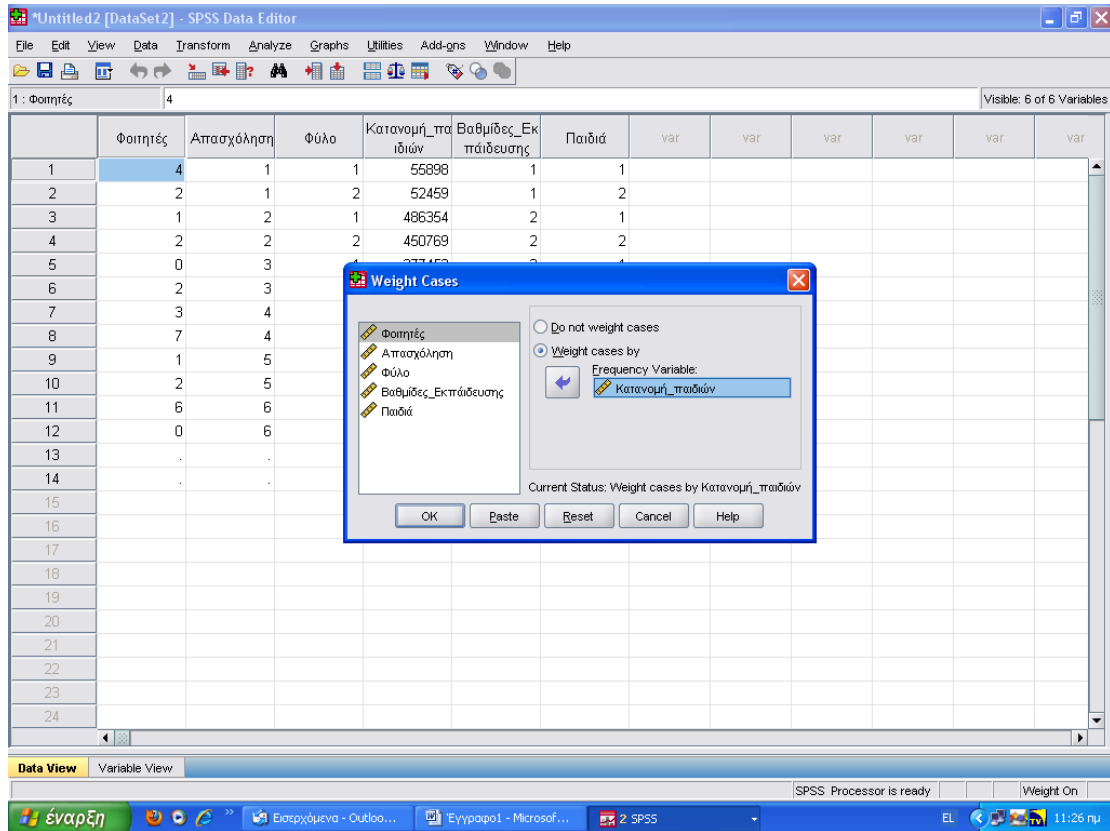 *Untitled2 [DataSet2] - SPSS Data Editor
File Edit View Data Transform Analyze Graphs Utilities Add-ons Window Help
1 : Φοιτητές 4 Visible: 6 of 6 Variables
Φοιτητές Απασχόληση Φύλο Κατανομή_πα ιδιών Βαθμίδες_Εκ πάιδευσης Παιδιά var var var var var
1 4 1 1 55898 1 1
2 2 1 2 52459 1 2
3 1 2 1 486354 2 1
4 2 2 2 450769 2 2
5 0 3
6 2 3
7 3 4
8 7 4
9 1 5
10 2 5
11 6 6
12 0 6
13 . .
14 . .
15
16
17
18
19
20
21
22
23
24
Weight Cases
Φοιτητές
Απασχόληση
Φύλο
Βαθμίδες_Εκπάιδευσης
Παιδιά
Do not weight cases
Weight cases by
Frequency Variable:
Κατανομή_παιδιών
Current Status: Weight cases by Κατανομή_παιδιών
OK Paste Reset Cancel Help
Data View Variable View
SPSS Processor is ready Weight On
έναρξη Εισερχόμενα - Outloo... Έγγραφο1 - Microsof... 2 SPSS EL 11:26 πμ